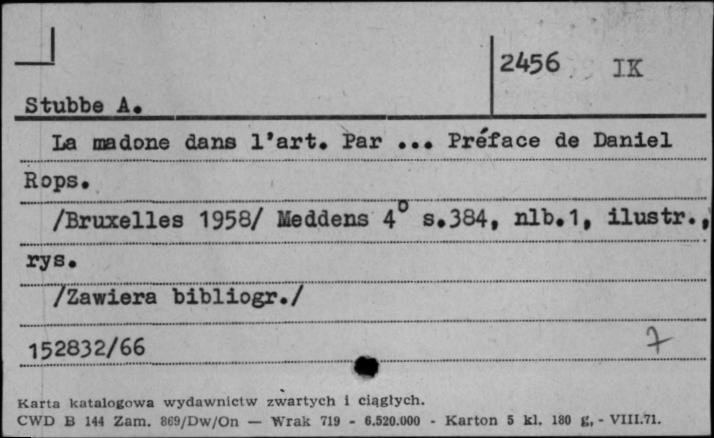 2456 IK
Stubbe A.
La madone dans l'art. Par ... Préface de Daniel
Rops.
/Bruxelles 1958/ Meddens 4° s.384, nlb.1, ilustr.,
rys.
/Zawiera bibliogr./
152832/66 7
Karta katalogowa wydawnictw zwartych i ciągłych.
CWD B 144 Zam. 869/Dw/On — Wrak 719 - 6.520.000 - Karton 5 kl. 180 g, - VIII.71.